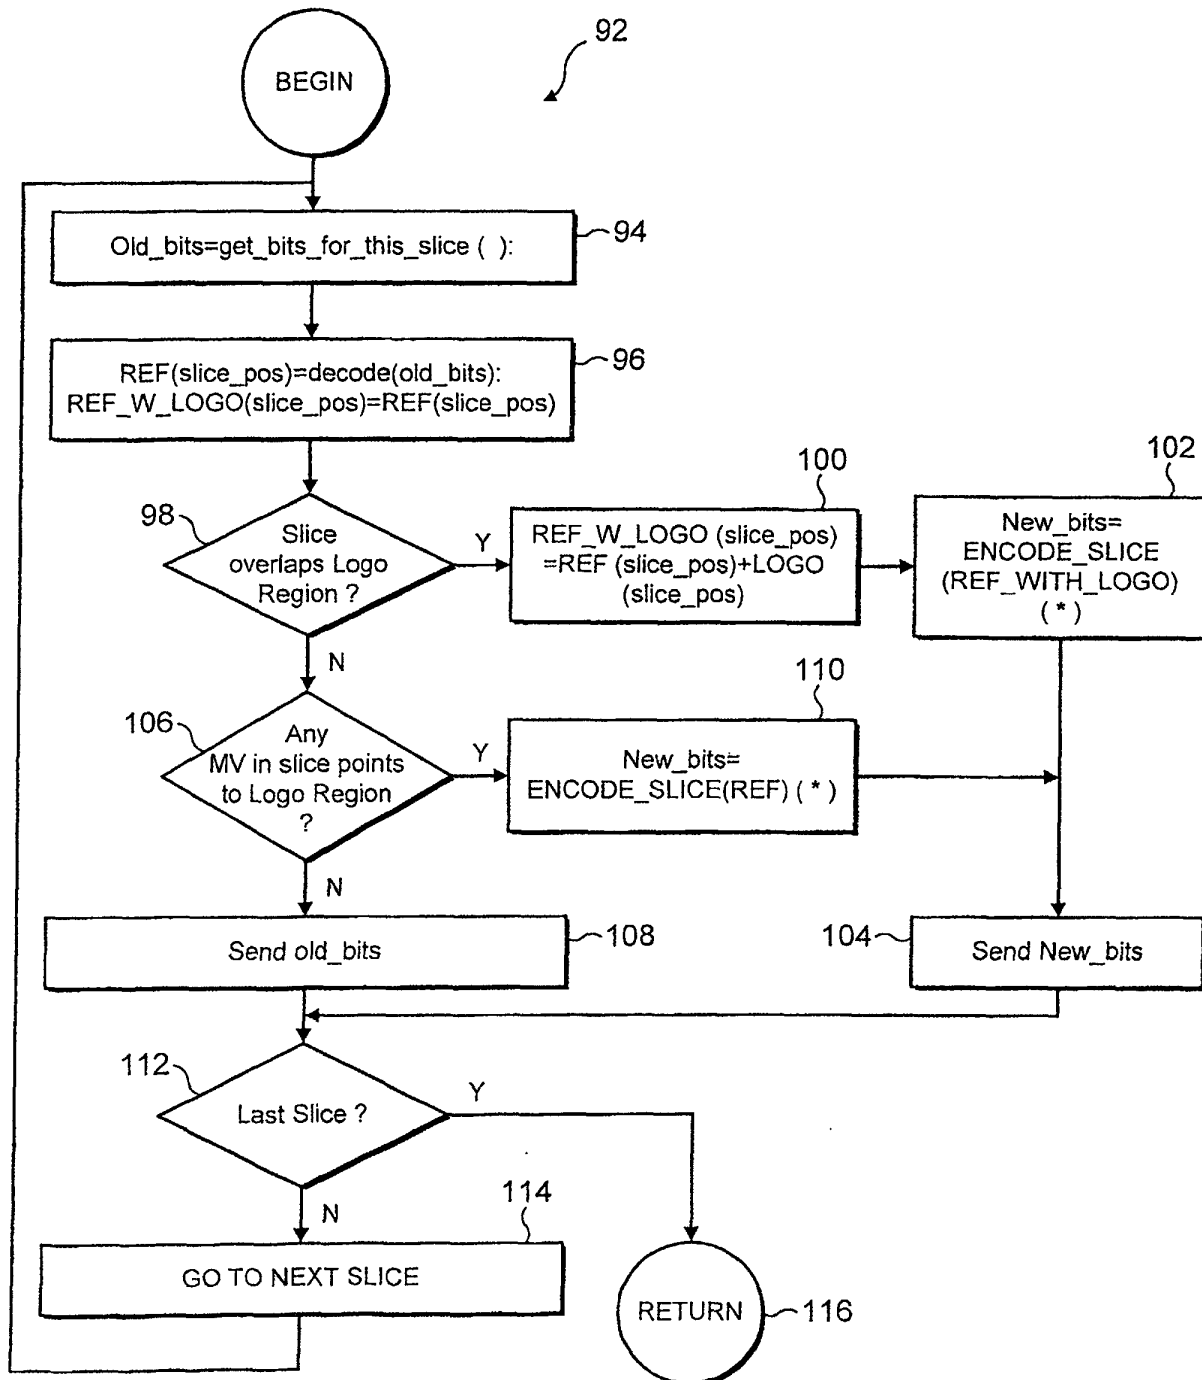 92
BEGIN
Old_bits=get_bits_for_this_slice ( ):
94
REF(slice_pos)=decode(old_bits):
REF_W_LOGO(slice_pos)=REF(slice_pos)
96
98
Slice
overlaps Logo
Region ?
Y
N
100
REF_W_LOGO (slice_pos)
=REF (slice_pos)+LOGO
(slice_pos)
102
New_bits=
ENCODE_SLICE
(REF_WITH_LOGO)
( * )
106
Any
MV in slice points
to Logo Region
?
Y
N
110
New_bits=
ENCODE_SLICE(REF) ( * )
Send old_bits
108
104
Send New_bits
112
Last Slice ?
Y
N
114
GO TO NEXT SLICE
RETURN
116